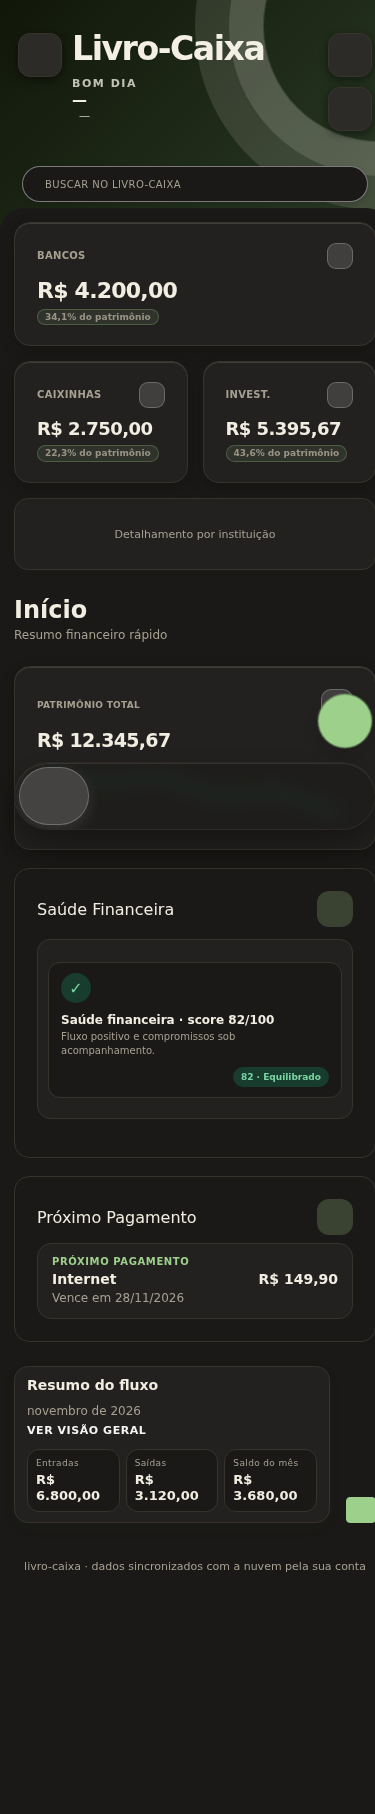 Livro-Caixa
BOM DIA
—
—
BUSCAR NO LIVRO-CAIXA
BANCOS
R$ 4.200,00
34,1% do patrimônio
CAIXINHAS
R$ 2.750,00
22,3% do patrimônio
INVEST.
R$ 5.395,67
43,6% do patrimônio
Detalhamento por instituição
Início
Resumo financeiro rápido
PATRIMÔNIO TOTAL
R$ 12.345,67
Saúde Financeira
✓
Saúde financeira · score 82/100
Fluxo positivo e compromissos sob
acompanhamento.
82 · Equilibrado
Próximo Pagamento
PRÓXIMO PAGAMENTO
Internet
R$ 149,90
Vence em 28/11/2026
Resumo do fluxo
novembro de 2026
VER VISÃO GERAL
Entradas
R$
6.800,00
Saídas
R$
3.120,00
Saldo do mês
R$
3.680,00
livro-caixa · dados sincronizados com a nuvem pela sua conta